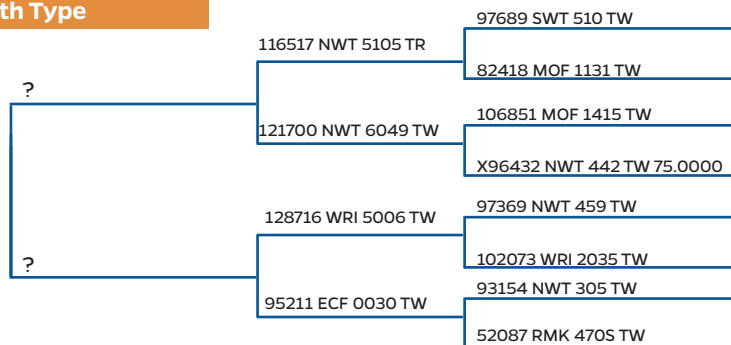 th Type
97689 SWT 510 TW
116517 NWT 5105 TR
82418 MOF 1131 TW
?
106851 MOF 1415 TW
121700 NWT 6049 TW
X96432 NWT 442 TW 75.0000
97369 NWT 459 TW
128716 WRI 5006 TW
102073 WRI 2035 TW
?
93154 NWT 305 TW
95211 ECF 0030 TW
52087 RMK 470S TW